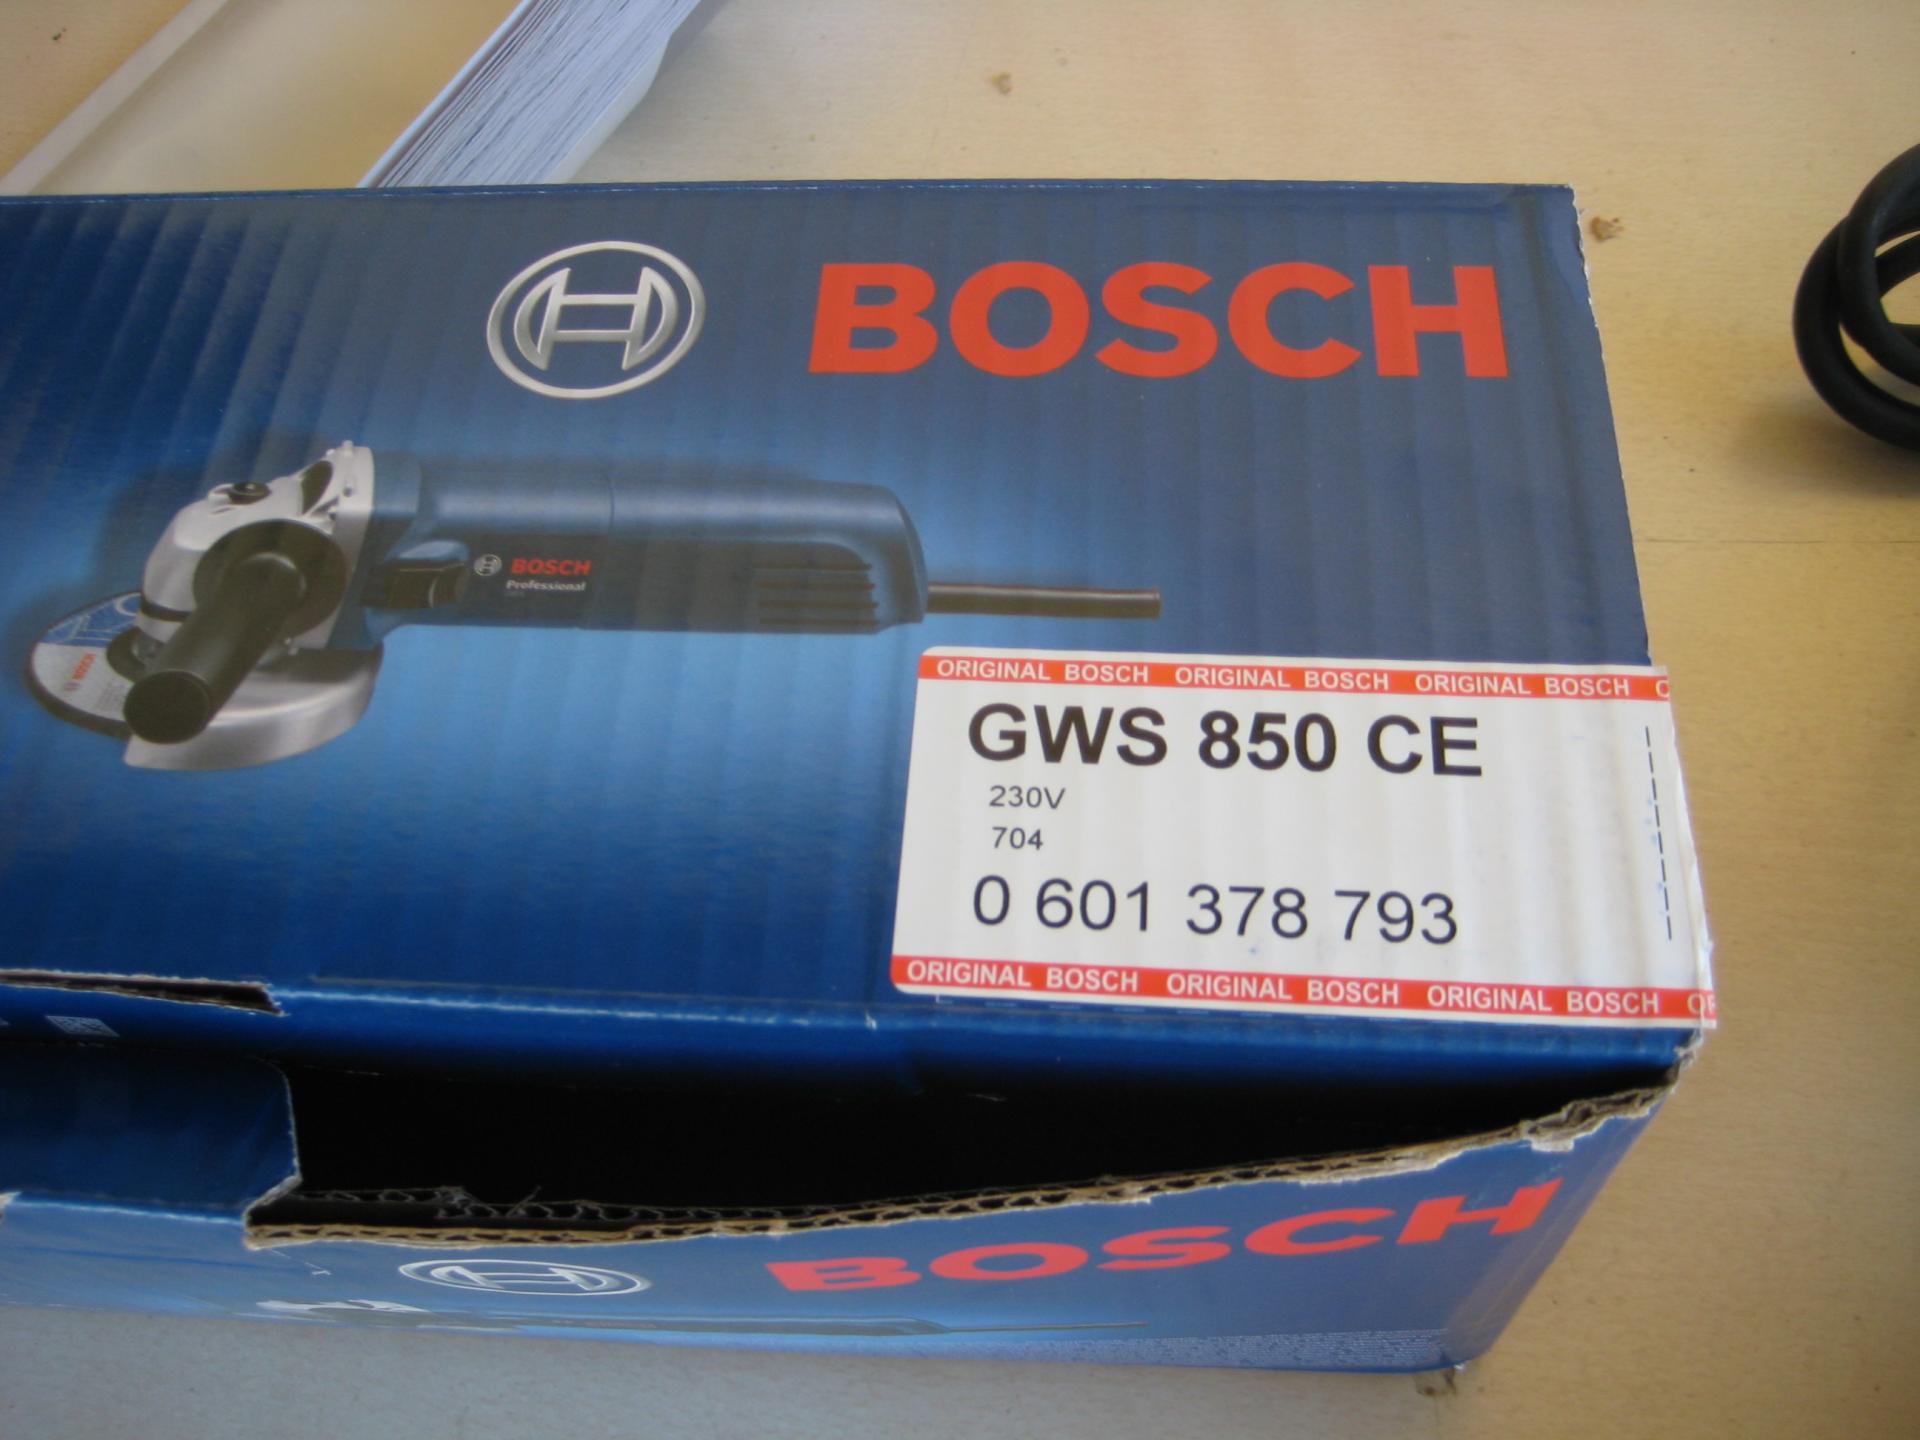 BOSCH
BOSCH
Professional
BOSCH
ORIGINAL BOSCH ORIGINAL BOSCH ORIGINAL BOSCH
GWS 850 CE
230V
704
0 601 378 793
ORIGINAL BOSCH ORIGINAL BOSCH ORIGINAL BOSCH
BOSCH